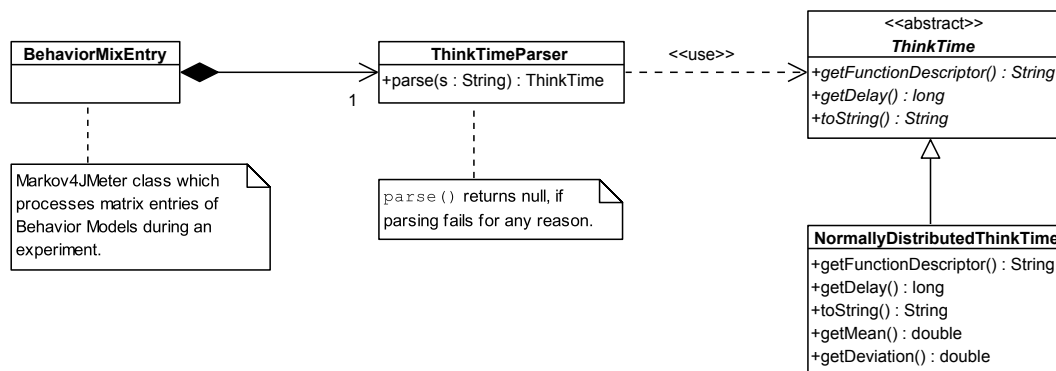 BehaviorMixEntry
1
Markov4JMeter class which
processes matrix entries of
Behavior Models during an
experiment.
ThinkTimeParser
+parse(s : String) : ThinkTime
parse() returns null, if
parsing fails for any reason.
<<use>>
<<abstract>>
ThinkTime
+getFunctionDescriptor() : String
+getDelay() : long
+toString() : String
NormallyDistributedThinkTime
+getFunctionDescriptor() : String
+getDelay() : long
+toString() : String
+getMean() : double
+getDeviation() : double